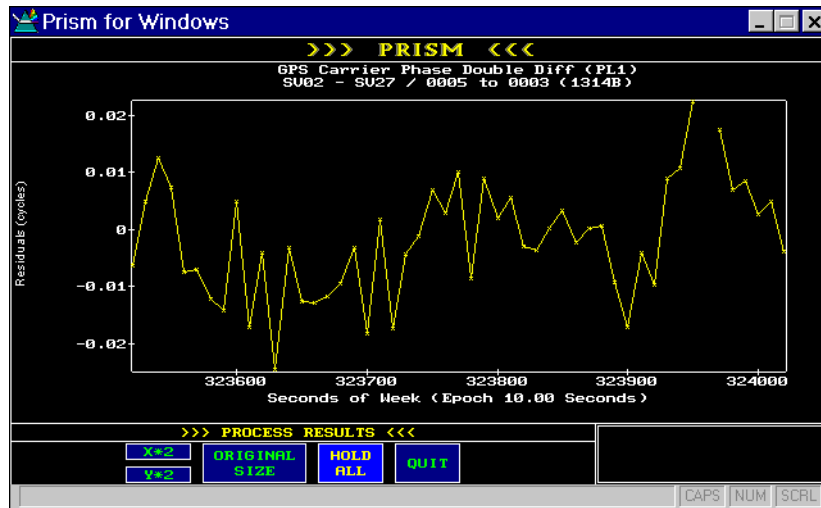 Prism for Windows
>>> PRISM <<<
GPS Carrier Phase Double Diff (PL1)
SV02 - SV27 / 0005 to 0003 (1314B)
0.02
0.01
0
-0.01
-0.02
Residuals (cycles)
323600 323700 323800 323900 324000
Seconds of Week (Epoch 10.00 Seconds)
>>> PROCESS RESULTS <<<
X*2
Y*2
ORIGINAL
SIZE
HOLD
ALL
QUIT
CAPS NUM SCRL